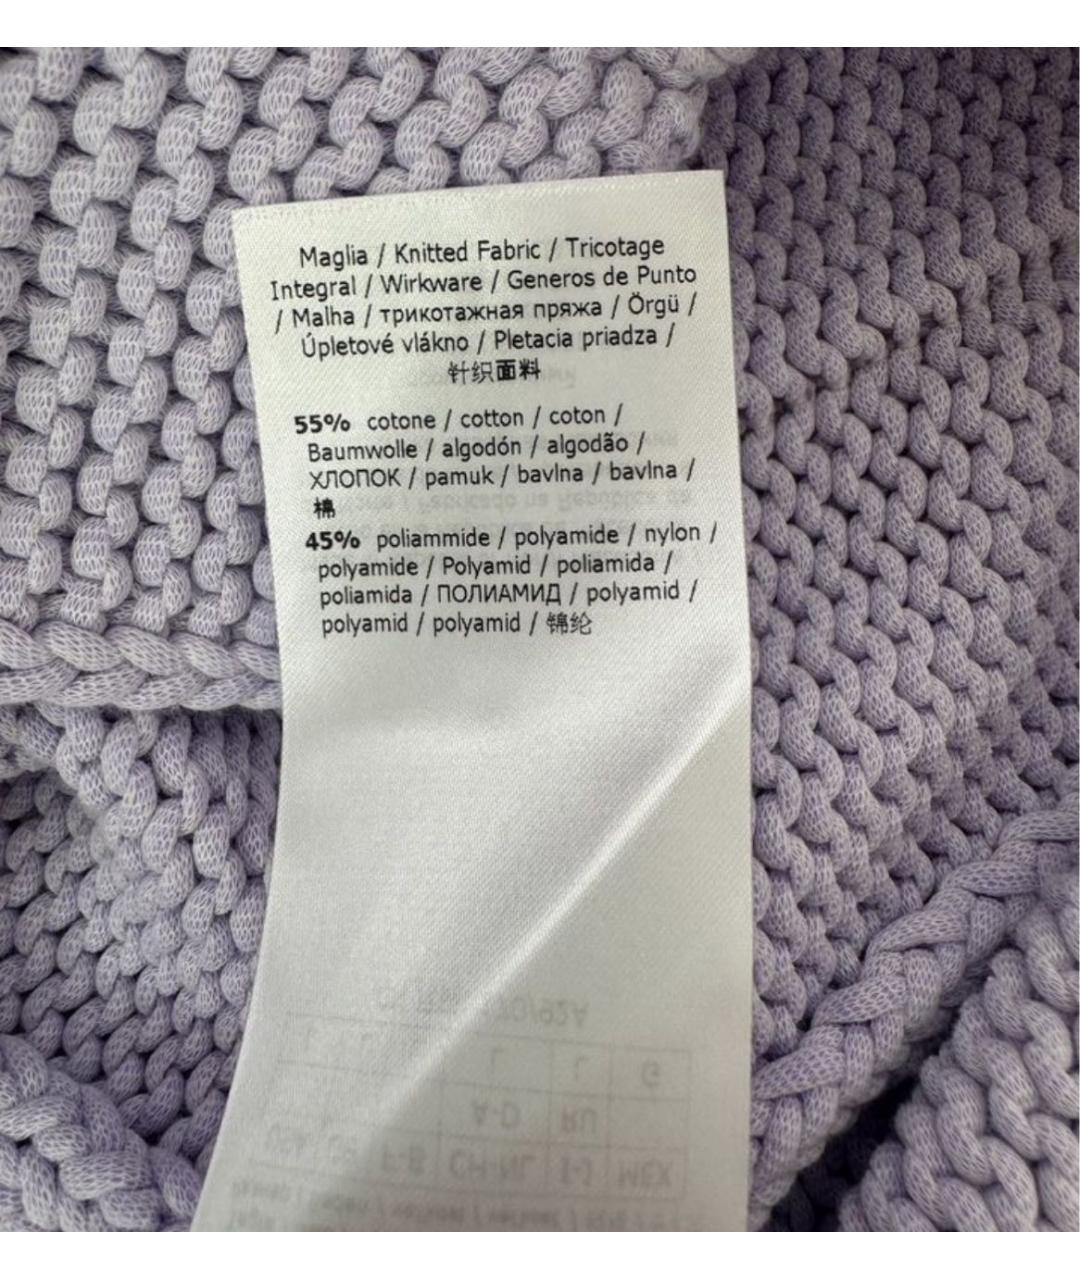 Maglia / Knitted Fabric / Tricotage
Integral / Wirkware / Generos de Punto
/ Malha / трикотажная пряжа / Örgü /
Úpletové vlákno / Pletacia priadza /
针织面料
55% cotone / cotton / coton /
Baumwolle / algodón / algodão /
ХЛОПОК / pamuk / bavlna / bavlna /
棉
45% poliammide / polyamide / nylon /
polyamide / Polyamid / poliamida /
poliamida / ПОЛИАМИД / polyamid /
polyamid / polyamid / 锦纶